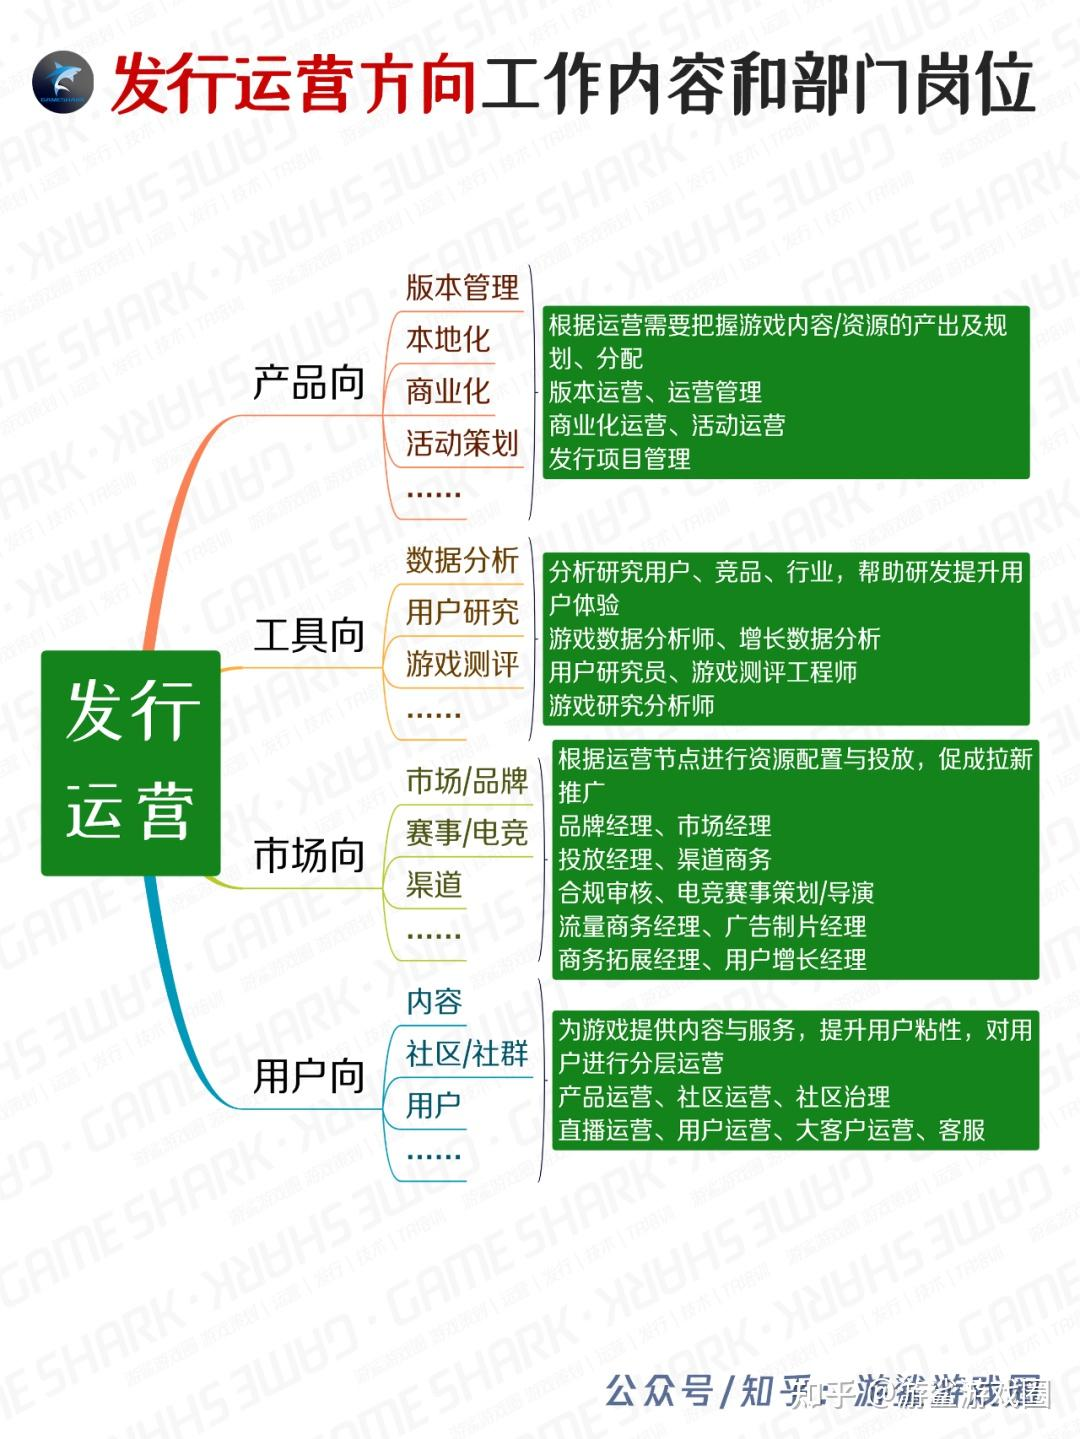 发行运营方向工作内容和部门岗位
GAMESHARK
版本管理
本地化
产品向
商业化
活动策划
……
根据运营需要把握游戏内容/资源的产出及规
划、分配
版本运营、运营管理
商业化运营、活动运营
发行项目管理
数据分析
用户研究
工具向
游戏测评
……
分析研究用户、竞品、行业，帮助研发提升用
户体验
游戏数据分析师、增长数据分析
用户研究员、游戏测评工程师
游戏研究分析师
发行
运营
市场/品牌
赛事/电竞
市场向
渠道
……
根据运营节点进行资源配置与投放，促成拉新
推广
品牌经理、市场经理
投放经理、渠道商务
合规审核、电竞赛事策划/导演
流量商务经理、广告制片经理
商务拓展经理、用户增长经理
内容
社区/社群
用户向
用户
……
为游戏提供内容与服务，提升用户粘性，对用
户进行分层运营
产品运营、社区运营、社区治理
直播运营、用户运营、大客户运营、客服
公众号/知乎：游鲨游戏圈
知乎 @游鲨游戏圈